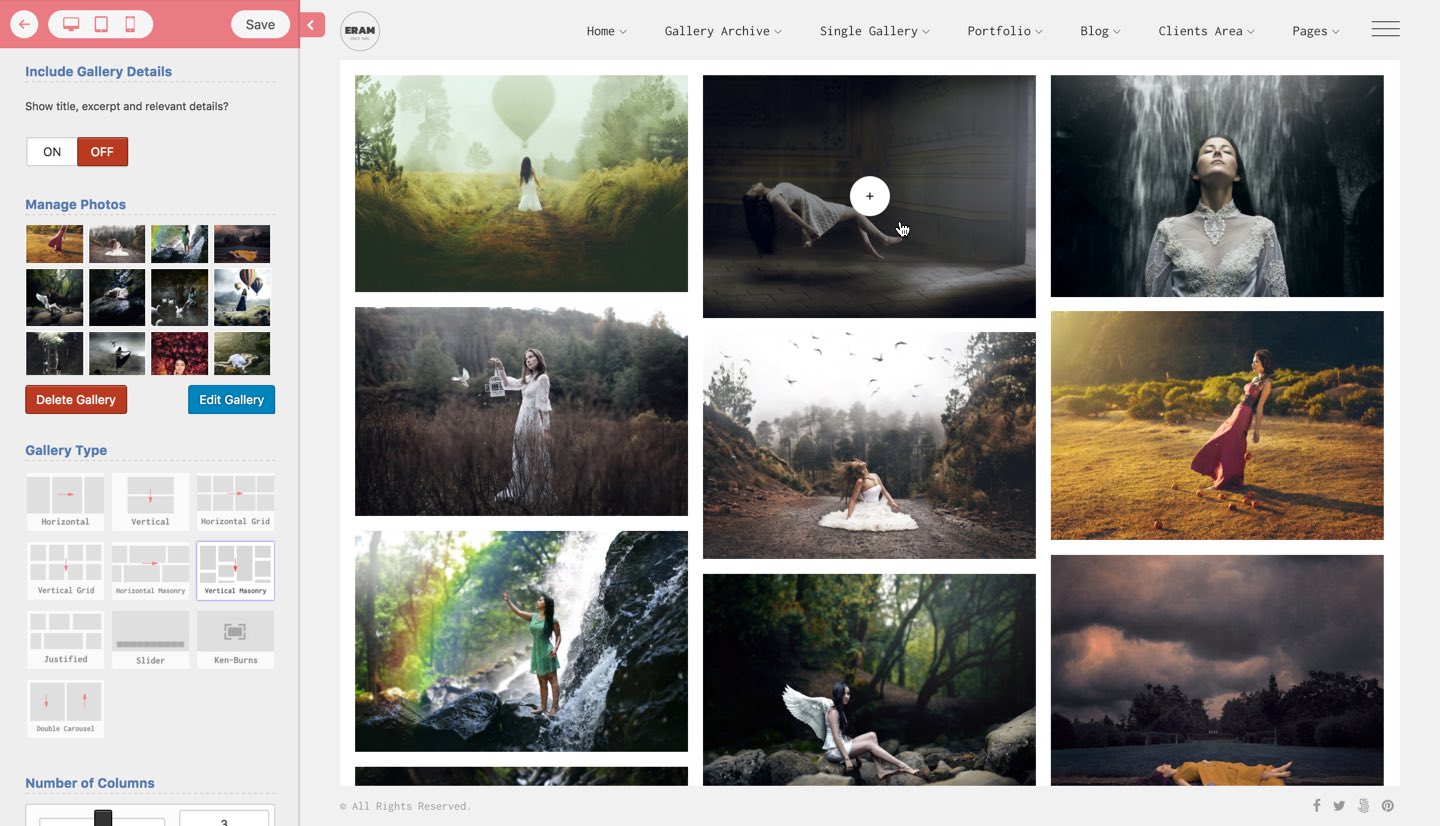 Save
ERAM
Home
Gallery Archive
Single Gallery
Portfolio
Blog
Clients Area
Pages
Include Gallery Details
Show title, excerpt and relevant details?
ON
OFF
Manage Photos
Delete Gallery
Edit Gallery
Gallery Type
Horizontal
Vertical
Horizontal Grid
Vertical Grid
Horizontal Masonry
Vertical Masonry
Justified
Slider
Ken-Burns
Double Carousel
Number of Columns
3
© All Rights Reserved.